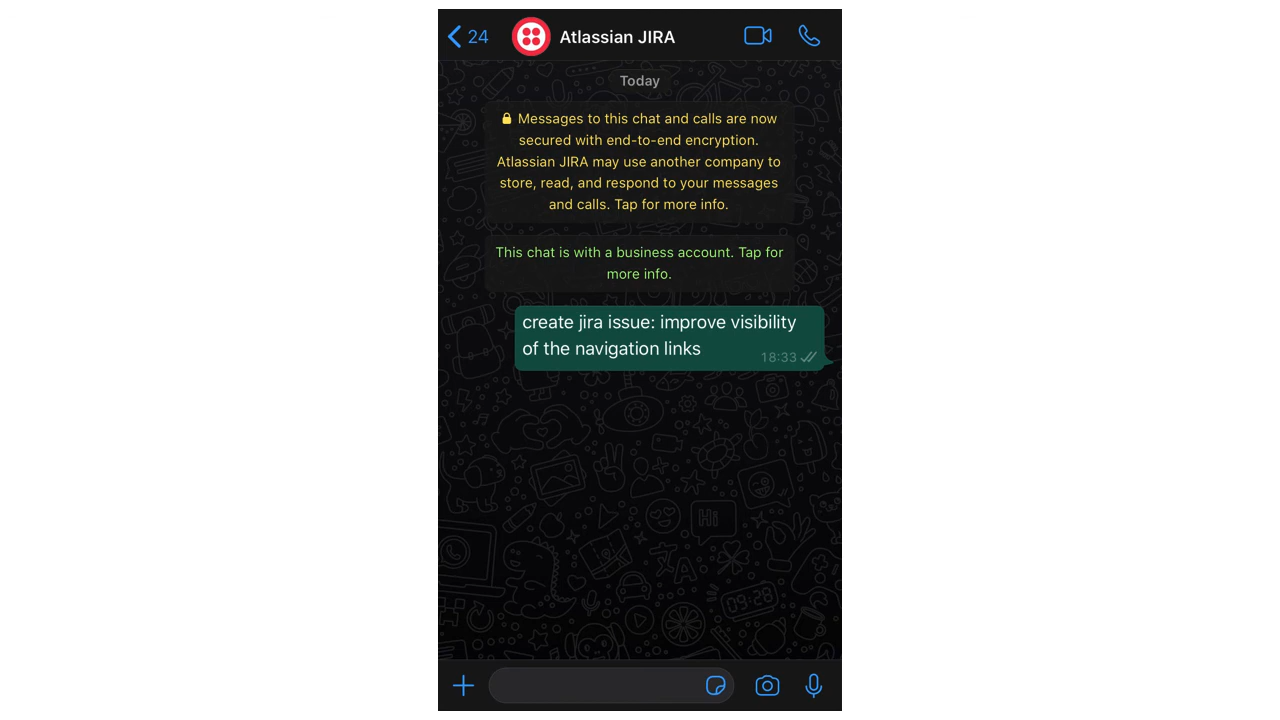 24
Atlassian JIRA
Today
Messages to this chat and calls are now
secured with end-to-end encryption.
Atlassian JIRA may use another company to
store, read, and respond to your messages
and calls. Tap for more info.
This chat is with a business account. Tap for
more info.
create jira issue: improve visibility
of the navigation links
18:33
Hi
09:28